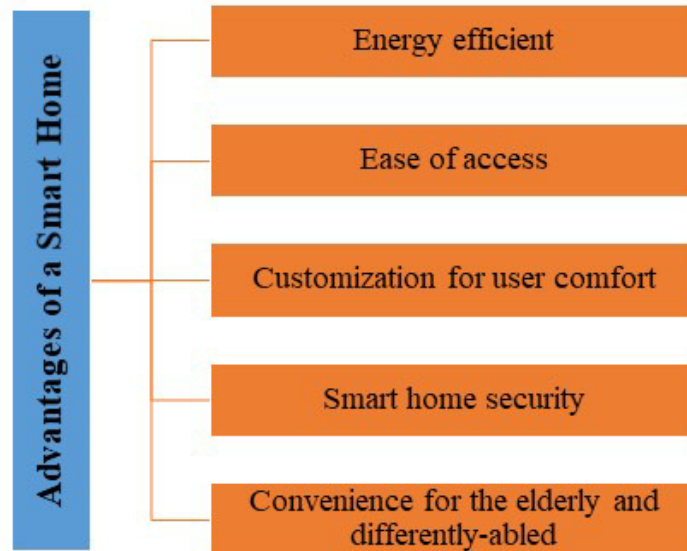 Advantages of a Smart Home
Energy efficient
Ease of access
Customization for user comfort
Smart home security
Convenience for the elderly and
differently-abled